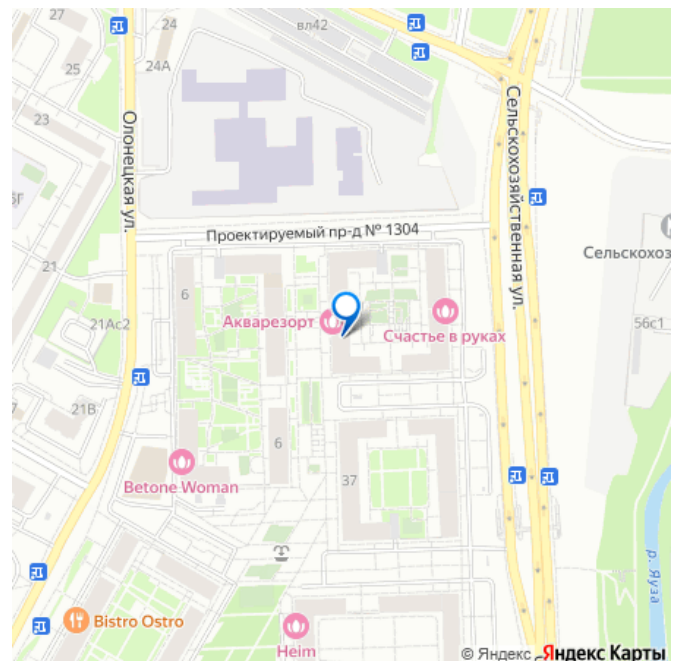 27
24
вл42
24А
25
Олонецкая ул.
23
Сельскохозяйственная ул.
Проектируемый пр-д № 1304
Сельскохоз
21
6
21Ас2
Акварезорт
Счастье в руках
56с1
21В
6
Betone Woman
37
р. Яуза
Bistro Ostro
Heim
© Яндекс Яндекс Карты